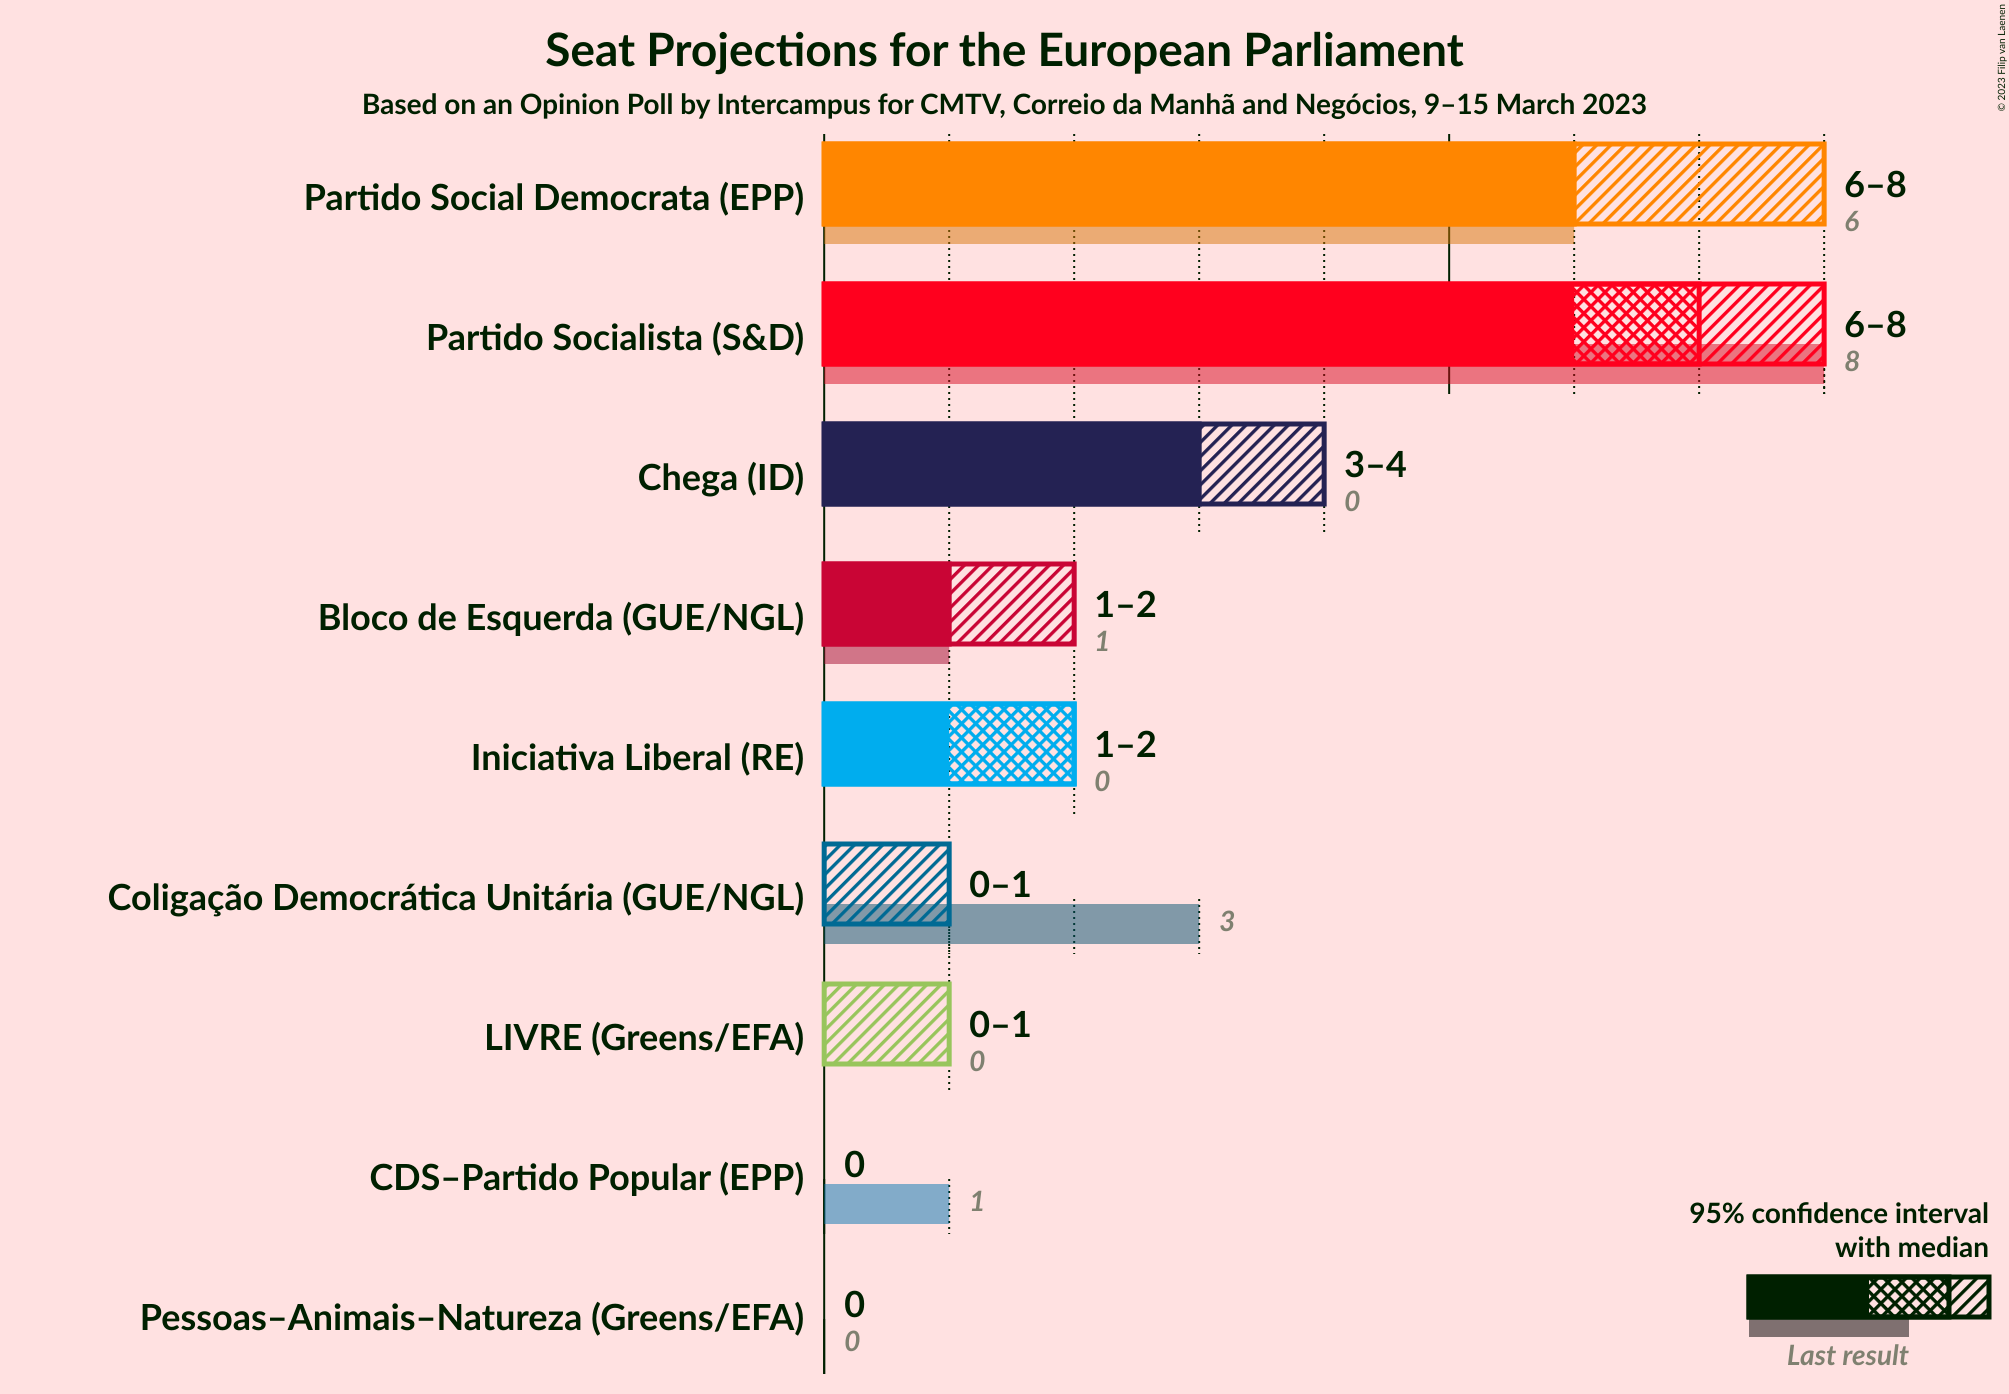 Seat Projections for the European Parliament
Based on an Opinion Poll by Intercampus for CMTV, Correio da Manhã and Negócios, 9–15 March 2023
© 2023 Filip van Laenen
Partido Social Democrata (EPP)
6–8
6
Partido Socialista (S&D)
6–8
8
Chega (ID)
3–4
0
Bloco de Esquerda (GUE/NGL)
1–2
1
Iniciativa Liberal (RE)
1–2
0
Coligação Democrática Unitária (GUE/NGL)
0–1
3
LIVRE (Greens/EFA)
0–1
0
CDS–Partido Popular (EPP)
0
1
Pessoas–Animais–Natureza (Greens/EFA)
0
0
95% confidence interval
with median
Last result